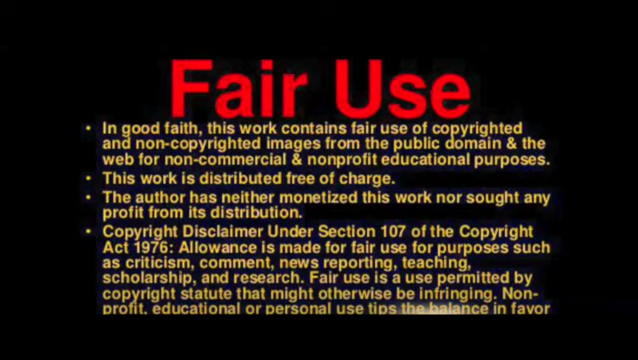 Fair Use
• In good faith, this work contains fair use of copyrighted
and non-copyrighted images from the public domain & the
web for non-commercial & nonprofit educational purposes.
• This work is distributed free of charge.
• The author has neither monetized this work nor sought any
profit from its distribution.
• Copyright Disclaimer Under Section 107 of the Copyright
Act 1976: Allowance is made for fair use for purposes such
as criticism, comment, news reporting, teaching,
scholarship, and research. Fair use is a use permitted by
copyright statute that might otherwise be infringing. Non-
profit, educational or personal use tips the balance in favor